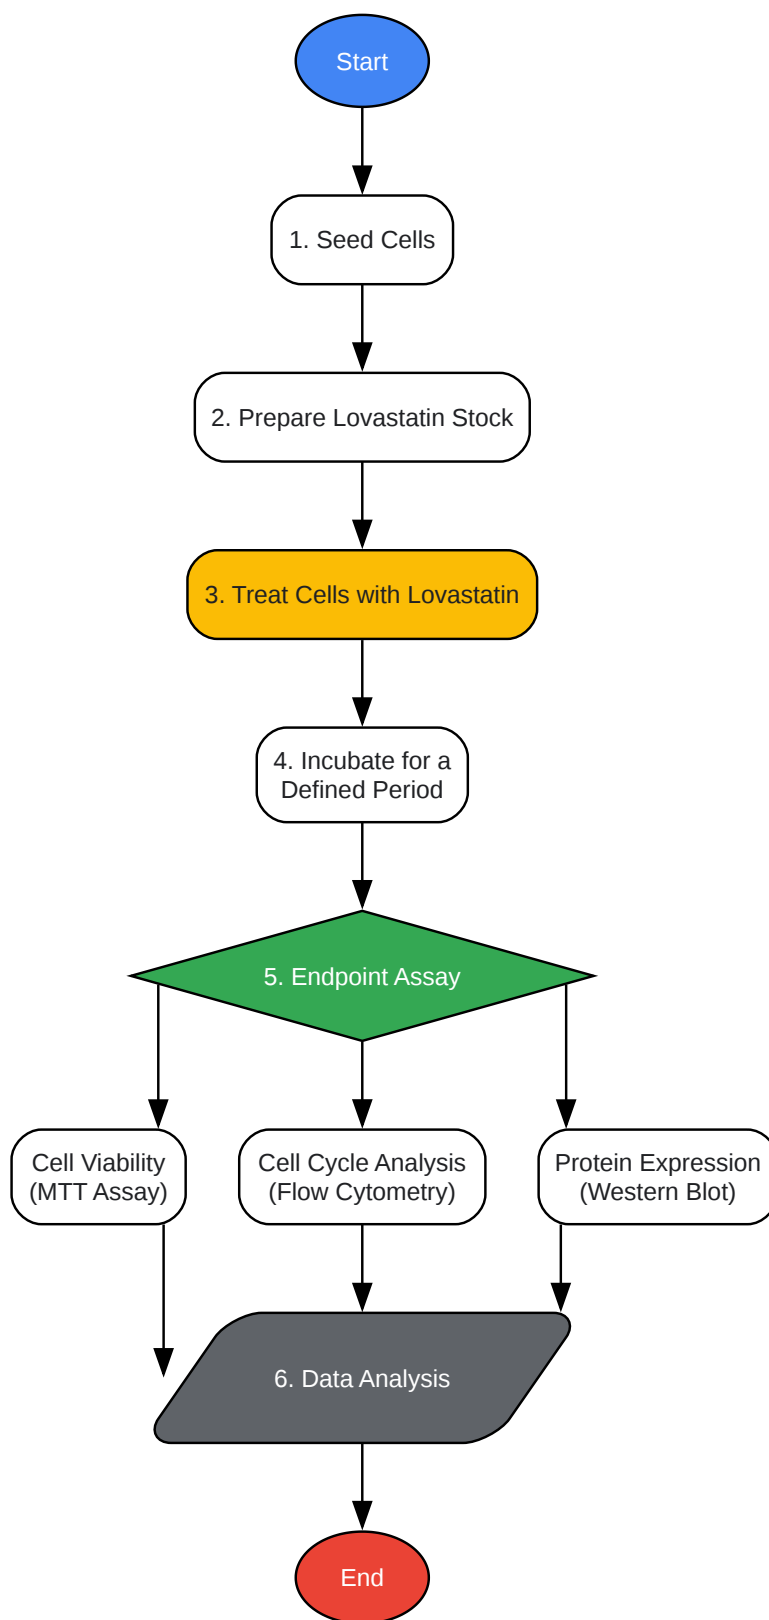 Start
1. Seed Cells
2. Prepare Lovastatin Stock
3. Treat Cells with Lovastatin
4. Incubate for a
Defined Period
5. Endpoint Assay
Cell Viability
(MTT Assay)
Cell Cycle Analysis
(Flow Cytometry)
Protein Expression
(Western Blot)
6. Data Analysis
End